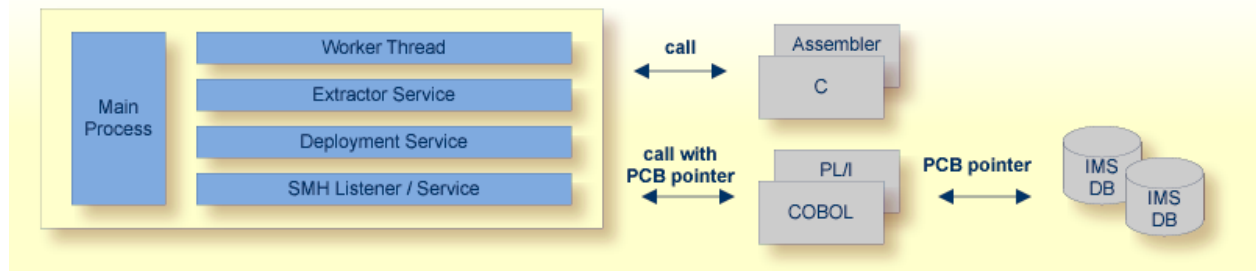 Main
Process
Worker Thread
Extractor Service
Deployment Service
SMH Listener / Service
call
Assembler
C
call with
PCB pointer
PL/I
COBOL
PCB pointer
IMS
DB
IMS
DB